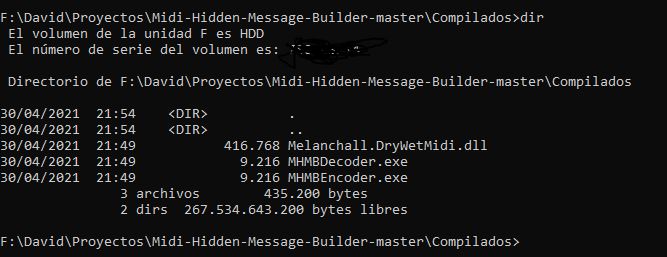 F:\David\Proyectos\Midi-Hidden-Message-Builder-master\Compilados>dir
El volumen de la unidad F es HDD
El número de serie del volumen es:
Directorio de F:\David\Proyectos\Midi-Hidden-Message-Builder-master\Compilados
30/04/2021  21:54    <DIR>          .
30/04/2021  21:54    <DIR>          ..
30/04/2021  21:49           416.768 Melanchall.DryWetMidi.dll
30/04/2021  21:49             9.216 MHMBDecoder.exe
30/04/2021  21:49             9.216 MHMBEncoder.exe
3 archivos        435.200 bytes
2 dirs  267.534.643.200 bytes libres
F:\David\Proyectos\Midi-Hidden-Message-Builder-master\Compilados>